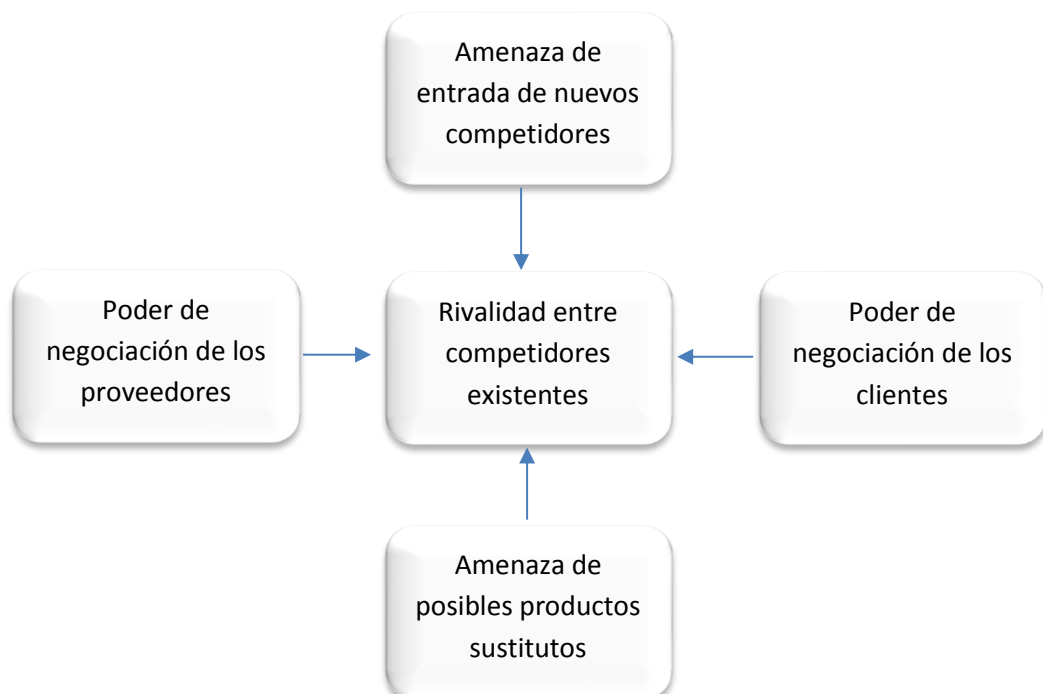 Amenaza de
entrada de nuevos
competidores
Poder de
negociación de los
proveedores
Rivalidad entre
competidores
existentes
Poder de
negociación de los
clientes
Amenaza de
posibles productos
sustitutos